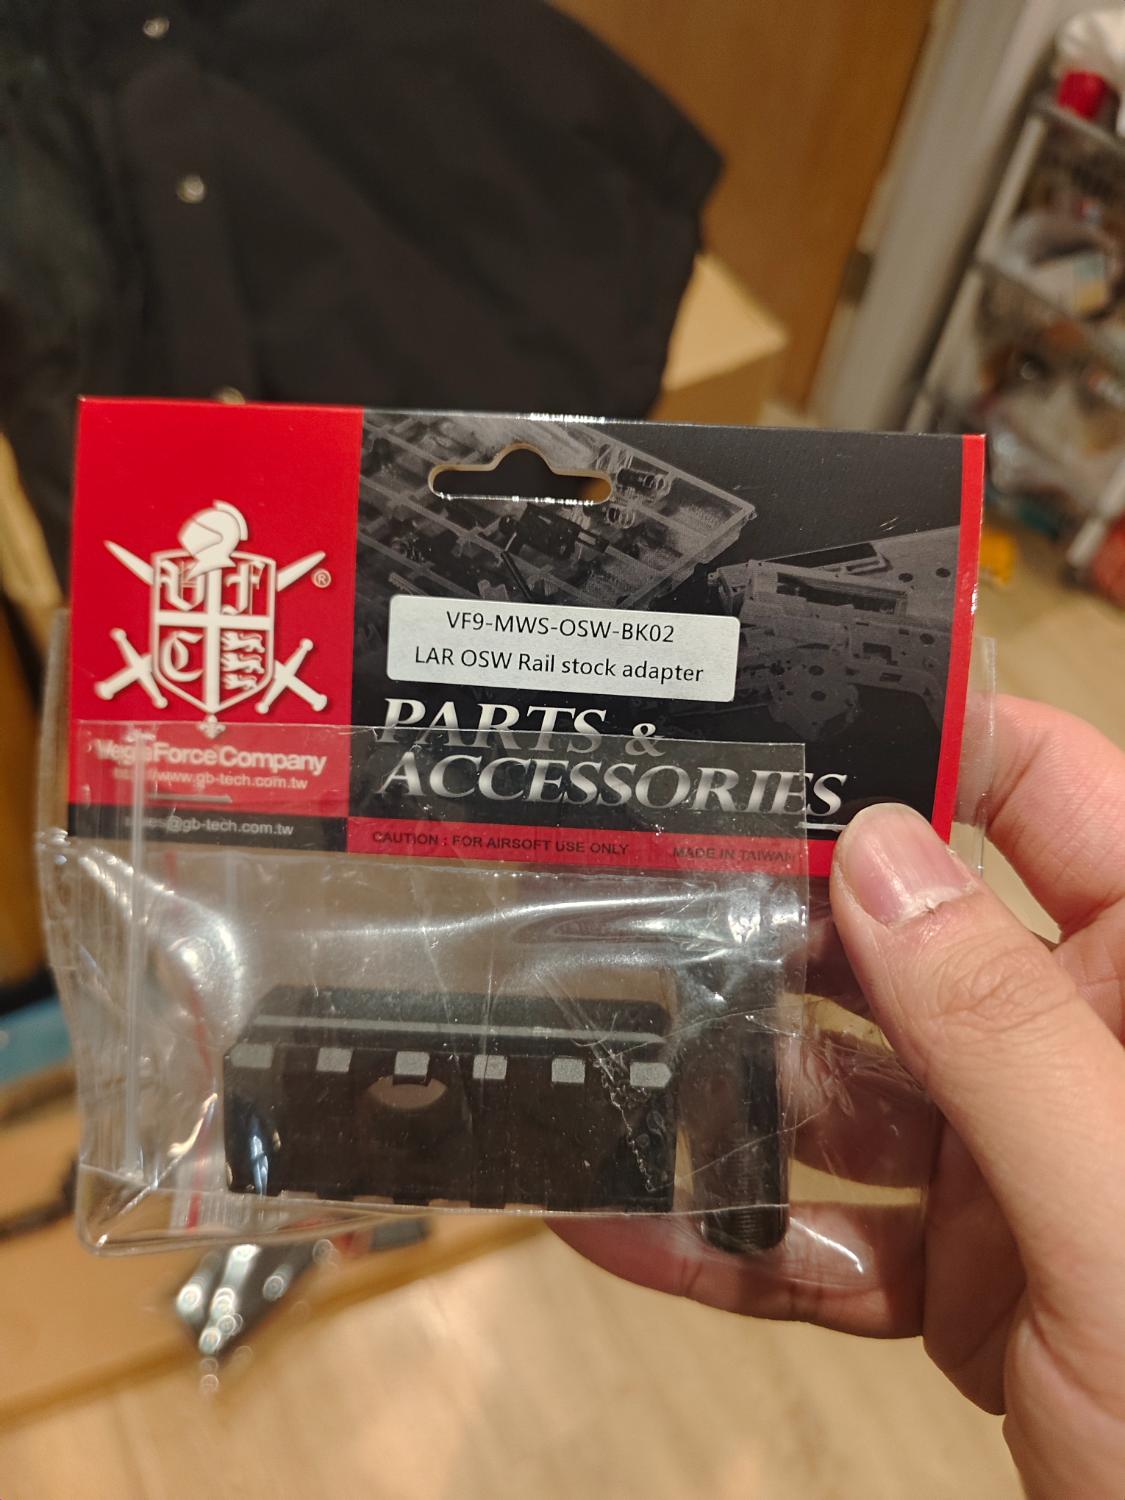 VFC
®
VegaForceCompany
www.gb-tech.com.tw
sales@gb-tech.com.tw
VF9-MWS-OSW-BK02
LAR OSW Rail stock adapter
PARTS &
ACCESSORIES
CAUTION : FOR AIRSOFT USE ONLY
MADE IN TAIWAN